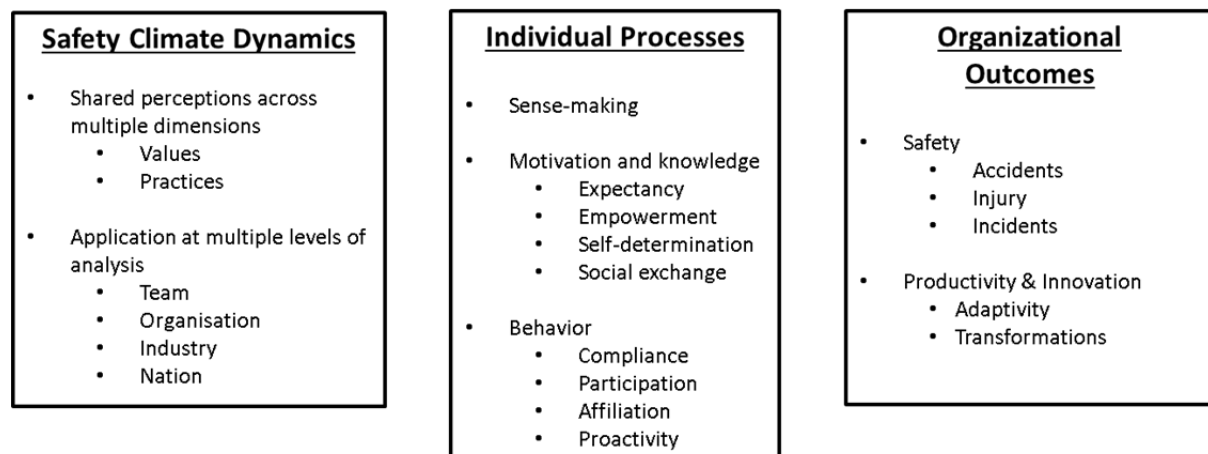 Safety Climate Dynamics
• Shared perceptions across
multiple dimensions
• Values
• Practices
• Application at multiple levels of
analysis
• Team
• Organisation
• Industry
• Nation
Individual Processes
• Sense-making
• Motivation and knowledge
• Expectancy
• Empowerment
• Self-determination
• Social exchange
• Behavior
• Compliance
• Participation
• Affiliation
• Proactivity
Organizational
Outcomes
• Safety
• Accidents
• Injury
• Incidents
• Productivity & Innovation
• Adaptivity
• Transformations